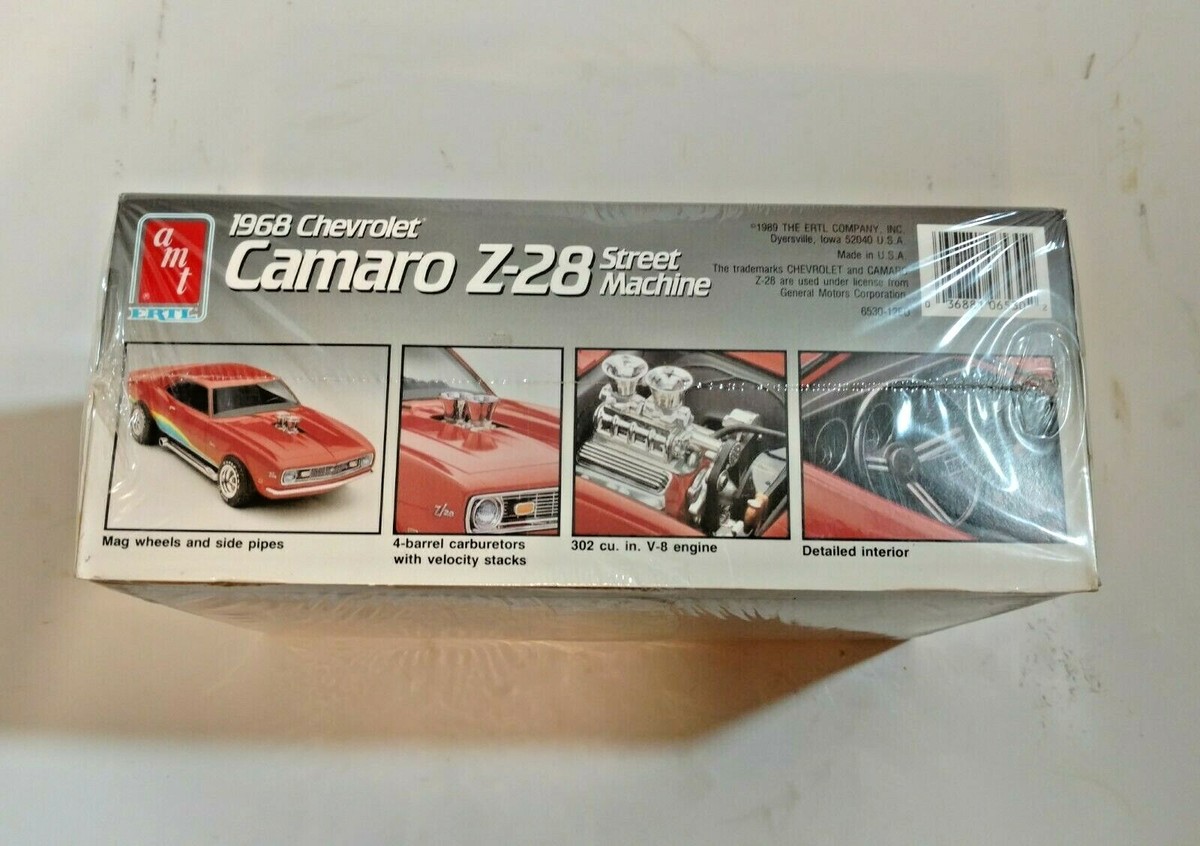 amt
ERTL
1968 Chevrolet
Camaro Z-28 Street Machine
©1989 THE ERTL COMPANY, INC.
Dyersville, Iowa 52040 U.S.A.
Made in U.S.A.
The trademarks CHEVROLET and
Z-28 are used under license from
General Motors Corporation.
Mag wheels and side pipes
4-barrel carburetors
with velocity stacks
302 cu. in. V-8 engine
Detailed interior